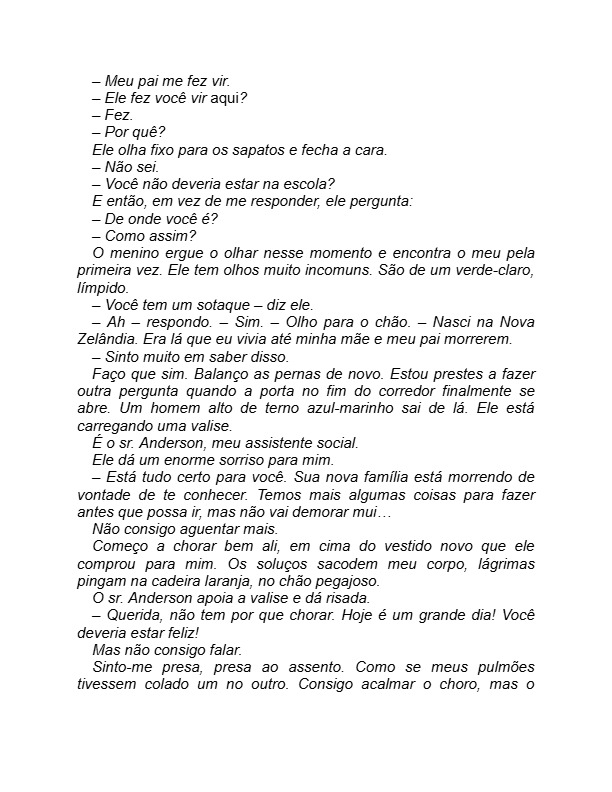 – Meu pai me fez vir.
– Ele fez você vir aqui?
– Fez.
– Por quê?
Ele olha fixo para os sapatos e fecha a cara.
– Não sei.
– Você não deveria estar na escola?
E então, em vez de me responder, ele pergunta:
– De onde você é?
– Como assim?
O menino ergue o olhar nesse momento e encontra o meu pela
primeira vez. Ele tem olhos muito incomuns. São de um verde-claro,
límpido.
– Você tem um sotaque – diz ele.
– Ah – respondo. – Sim. – Olho para o chão. – Nasci na Nova
Zelândia. Era lá que eu vivia até minha mãe e meu pai morrerem.
– Sinto muito em saber disso.
Faço que sim. Balanço as pernas de novo. Estou prestes a fazer
outra pergunta quando a porta no fim do corredor finalmente se
abre. Um homem alto de terno azul-marinho sai de lá. Ele está
carregando uma valise.
É o sr. Anderson, meu assistente social.
Ele dá um enorme sorriso para mim.
– Está tudo certo para você. Sua nova família está morrendo de
vontade de te conhecer. Temos mais algumas coisas para fazer
antes que possa ir, mas não vai demorar mui…
Não consigo aguentar mais.
Começo a chorar bem ali, em cima do vestido novo que ele
comprou para mim. Os soluços sacodem meu corpo, lágrimas
pingam na cadeira laranja, no chão pegajoso.
O sr. Anderson apoia a valise e dá risada.
– Querida, não tem por que chorar. Hoje é um grande dia! Você
deveria estar feliz!
Mas não consigo falar.
Sinto-me presa, presa ao assento. Como se meus pulmões
tivessem colado um no outro. Consigo acalmar o choro, mas o